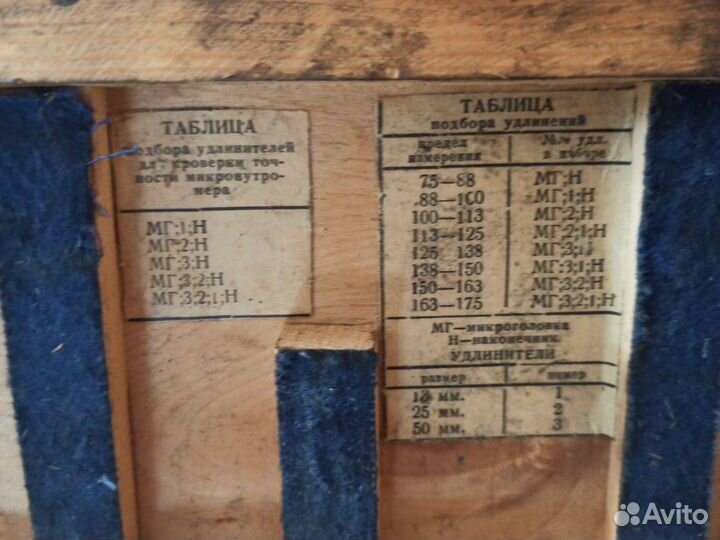 ТАБЛИЦА
подбора удлинителей
для проверки точ-
ности микронутро-
мера
МГ;1;Н
МГ;2;Н
МГ;3;Н
МГ;3;2;Н
МГ;3;2;1;Н
ТАБЛИЦА
подбора удлинений
предел измерения №№ удл. в наборе
75—88 МГ;Н
88—100 МГ;1;Н
100—113 МГ;2;Н
113—125 МГ;2;1;Н
125 138 МГ;3;Н
138—150 МГ;3;1;Н
150—163 МГ;3;2;Н
163—175 МГ;3;2;1;Н
МГ—микроголовка
Н—наконечник
УДЛИНИТЕЛИ
размер номер
13 мм. 1
25 мм. 2
50 мм. 3
Avito